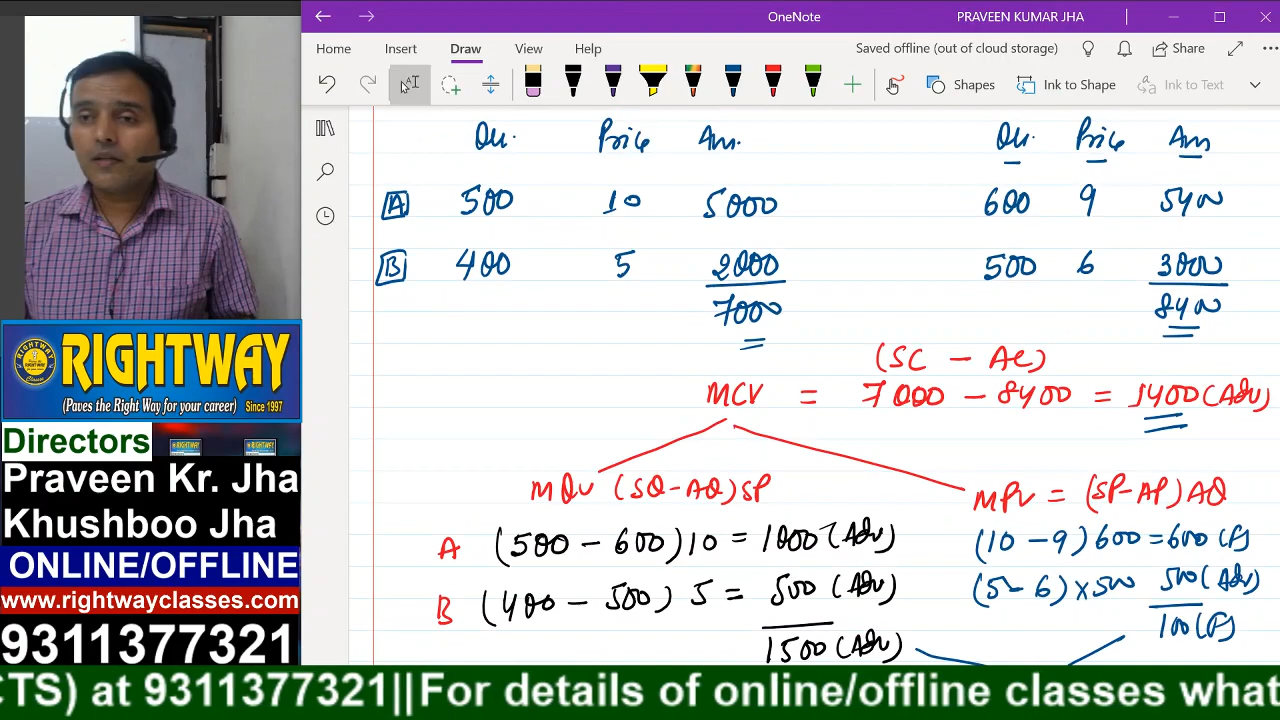 OneNote
PRAVEEN KUMAR JHA
Home Insert Draw View Help
Saved offline (out of cloud storage)
Share
Shapes
Ink to Shape
Ink to Text
Qu. Price Am. Qu. Price Am
A 500 10 5000 600 9 5400
B 400 5 2000 500 6 3000
7000 8400
(SC - AC)
MCV = 7000 - 8400 = 1400 (Adv)
MQV (SQ-AQ) SP MPV = (SP-AP) AQ
A (500 - 600) 10 = 1000 (Adv) (10 - 9) 600 = 600 (F)
B (400 - 500) 5 = 500 (Adv) (5 - 6) x 500 500 (Adv)
1500 (Adv) 100 (F)
RIGHTWAY
(Paves the Right Way for your career) Since 1997
Directors
Praveen Kr. Jha
Khushboo Jha
ONLINE/OFFLINE
www.rightwayclasses.com
9311377321
CTS) at 9311377321||For details of online/offline classes what